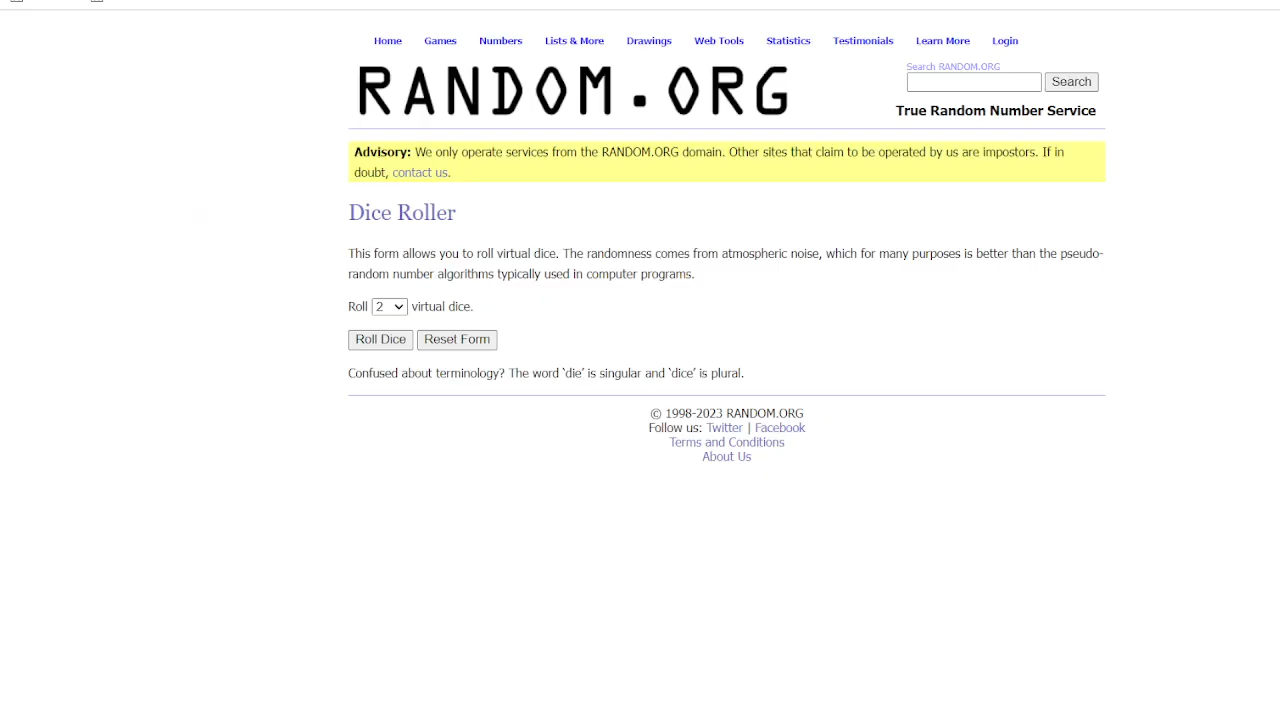 Home Games Numbers Lists & More Drawings Web Tools Statistics Testimonials Learn More Login
RANDOM.ORG
Search RANDOM.ORG
Search
True Random Number Service
Advisory: We only operate services from the RANDOM.ORG domain. Other sites that claim to be operated by us are impostors. If in
doubt, contact us.
Dice Roller
This form allows you to roll virtual dice. The randomness comes from atmospheric noise, which for many purposes is better than the pseudo-
random number algorithms typically used in computer programs.
Roll 2 virtual dice.
Roll Dice Reset Form
Confused about terminology? The word ‘die’ is singular and ‘dice’ is plural.
© 1998-2023 RANDOM.ORG
Follow us: Twitter | Facebook
Terms and Conditions
About Us